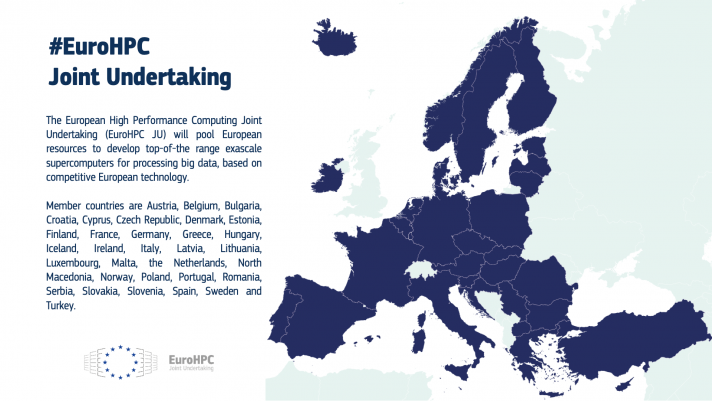 #EuroHPC
Joint Undertaking
The European High Performance Computing Joint
Undertaking (EuroHPC JU) will pool European
resources to develop top-of-the range exascale
supercomputers for processing big data, based on
competitive European technology.
Member countries are Austria, Belgium, Bulgaria,
Croatia, Cyprus, Czech Republic, Denmark, Estonia,
Finland, France, Germany, Greece, Hungary,
Iceland, Ireland, Italy, Latvia, Lithuania,
Luxembourg, Malta, the Netherlands, North
Macedonia, Norway, Poland, Portugal, Romania,
Serbia, Slovakia, Slovenia, Spain, Sweden and
Turkey.
EuroHPC
Joint Undertaking